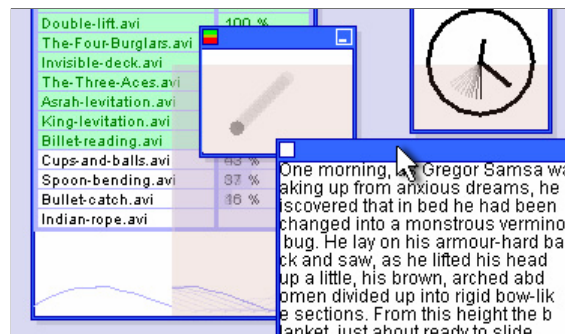 Double-lift.avi 100 %
The-Four-Burglars.avi
Invisible-deck.avi
The-Three-Aces.avi
Asrah-levitation.avi
King-levitation.avi
Billet-reading.avi
Cups-and-balls.avi 43 %
Spoon-bending.avi 37 %
Bullet-catch.avi 16 %
Indian-rope.avi
One morning, Gregor Samsa wa
aking up from anxious dreams, he
iscovered that in bed he had been
changed into a monstrous vermino
bug. He lay on his armour-hard ba
ck and saw, as he lifted his head
up a little, his brown, arched abd
omen divided up into rigid bow-lik
e sections. From this height the b
lanket, just about ready to slide